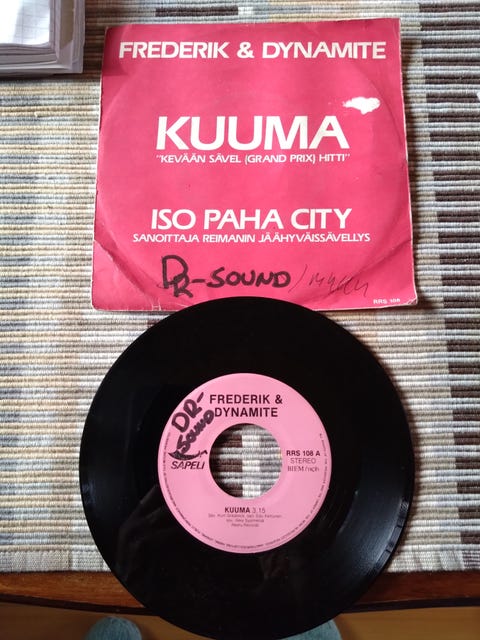 FREDERIK & DYNAMITE
KUUMA
"KEVÄÄN SÄVEL (GRAND PRIX) HITTI"
ISO PAHA CITY
SANOITTAJA REIMANIN JÄÄHYVÄISSÄVELLYS
DR-SOUND
RRS 108
FREDERIK &
DYNAMITE
DR-
SOUND
SÄPELI
RRS 108 A
STEREO
BIEM/ncb
KUUMA 3.15